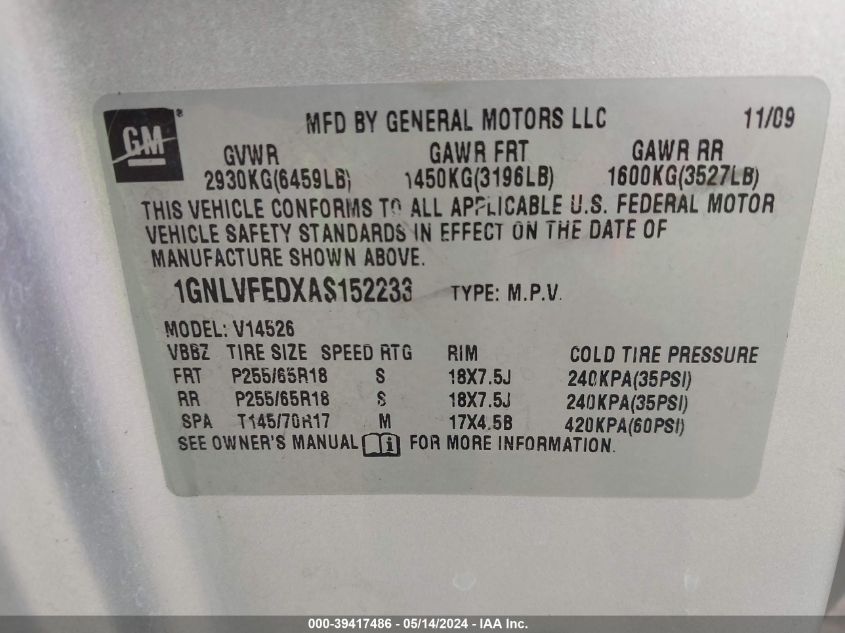 GM
®
MFD BY GENERAL MOTORS LLC 11/09
GVWR GAWR FRT GAWR RR
2930KG(6459LB) 1450KG(3196LB) 1600KG(3527LB)
THIS VEHICLE CONFORMS TO ALL APPLICABLE U.S. FEDERAL MOTOR
VEHICLE SAFETY STANDARDS IN EFFECT ON THE DATE OF
MANUFACTURE SHOWN ABOVE.
1GNLVFEDXAS152233 TYPE: M.P.V.
MODEL: V14526
VBBZ TIRE SIZE SPEED RTG RIM COLD TIRE PRESSURE
FRT P255/65R18 S 18X7.5J 240KPA(35PSI)
RR P255/65R18 S 18X7.5J 240KPA(35PSI)
SPA T145/70R17 M 17X4.5B 420KPA(60PSI)
SEE OWNER'S MANUAL FOR MORE INFORMATION.
000-39417486 - 05/14/2024 - IAA Inc.